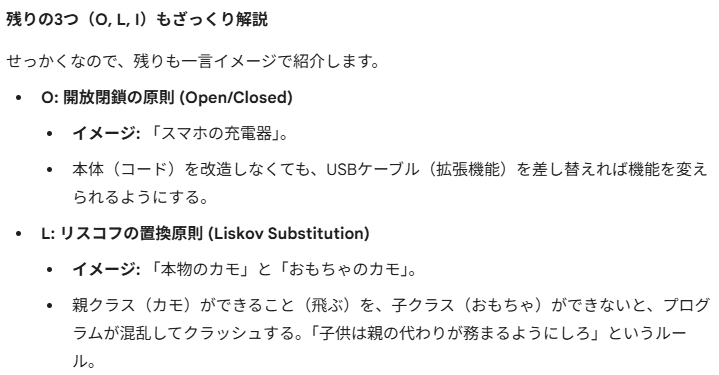 残りの3つ（O, L, I）もざっくり解説
せっかくなので、残りも一言イメージで紹介します。
• O: 開放閉鎖の原則 (Open/Closed)
• イメージ: 「スマホの充電器」。
• 本体（コード）を改造しなくても、USBケーブル（拡張機能）を差し替えれば機能を変え
られるようにする。
• L: リスコフの置換原則 (Liskov Substitution)
• イメージ: 「本物のカモ」と「おもちゃのカモ」。
• 親クラス（カモ）ができること（飛ぶ）を、子クラス（おもちゃ）ができないと、プログ
ラムが混乱してクラッシュする。「子供は親の代わりが務まるようにしろ」というルー
ル。